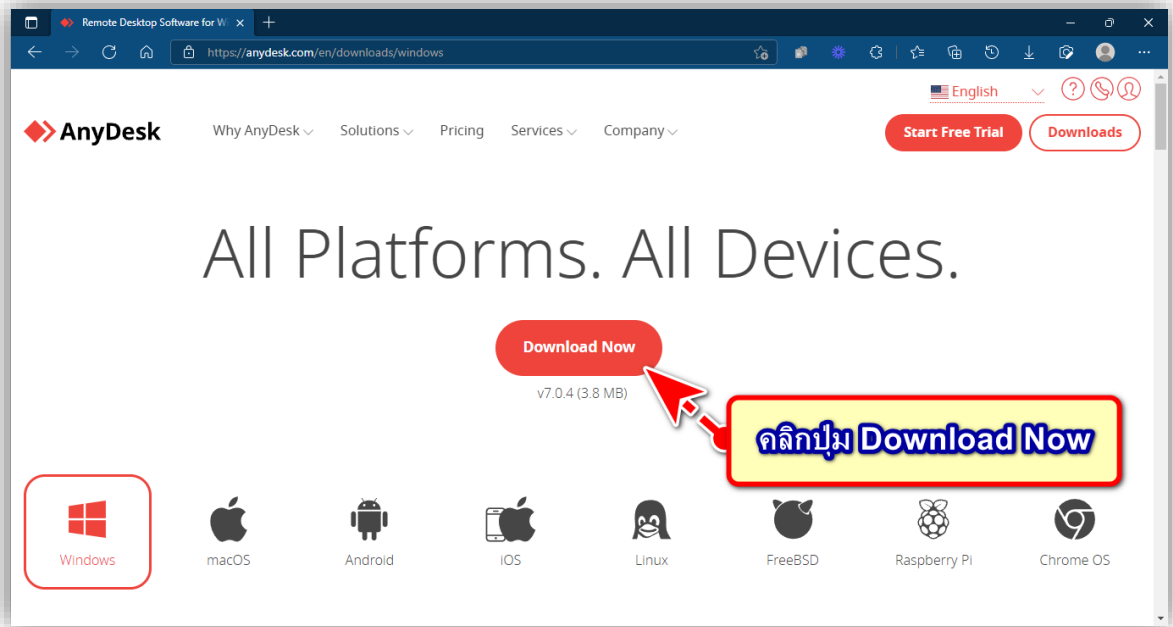 Remote Desktop Software for Wi
https://anydesk.com/en/downloads/windows
English
AnyDesk
Why AnyDesk
Solutions
Pricing
Services
Company
Start Free Trial
Downloads
All Platforms. All Devices.
Download Now
v7.0.4 (3.8 MB)
คลิกปุ่ม Download Now
Windows
macOS
Android
iOS
Linux
FreeBSD
Raspberry Pi
Chrome OS